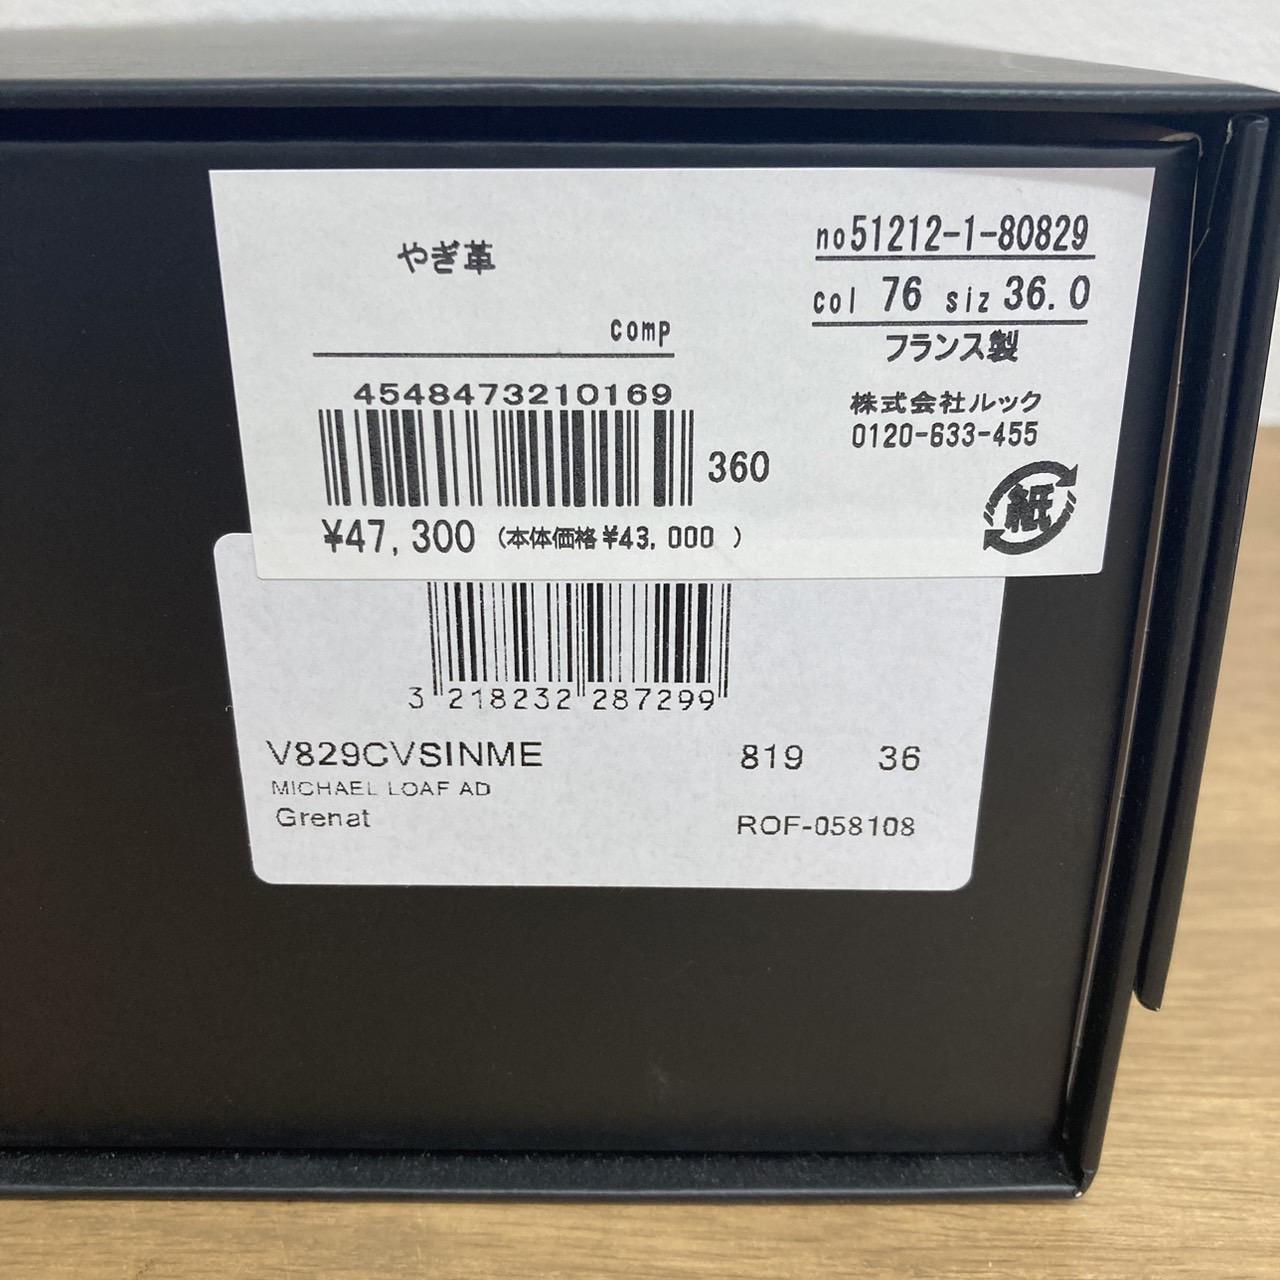 やぎ革
comp
4548473210169
360
¥47,300 (本体価格¥43,000 )
no51212-1-80829
col 76 siz 36.0
フランス製
株式会社ルック
0120-633-455
紙
3 218232 287299
V829CVSINME 819 36
MICHAEL LOAF AD
Grenat ROF-058108